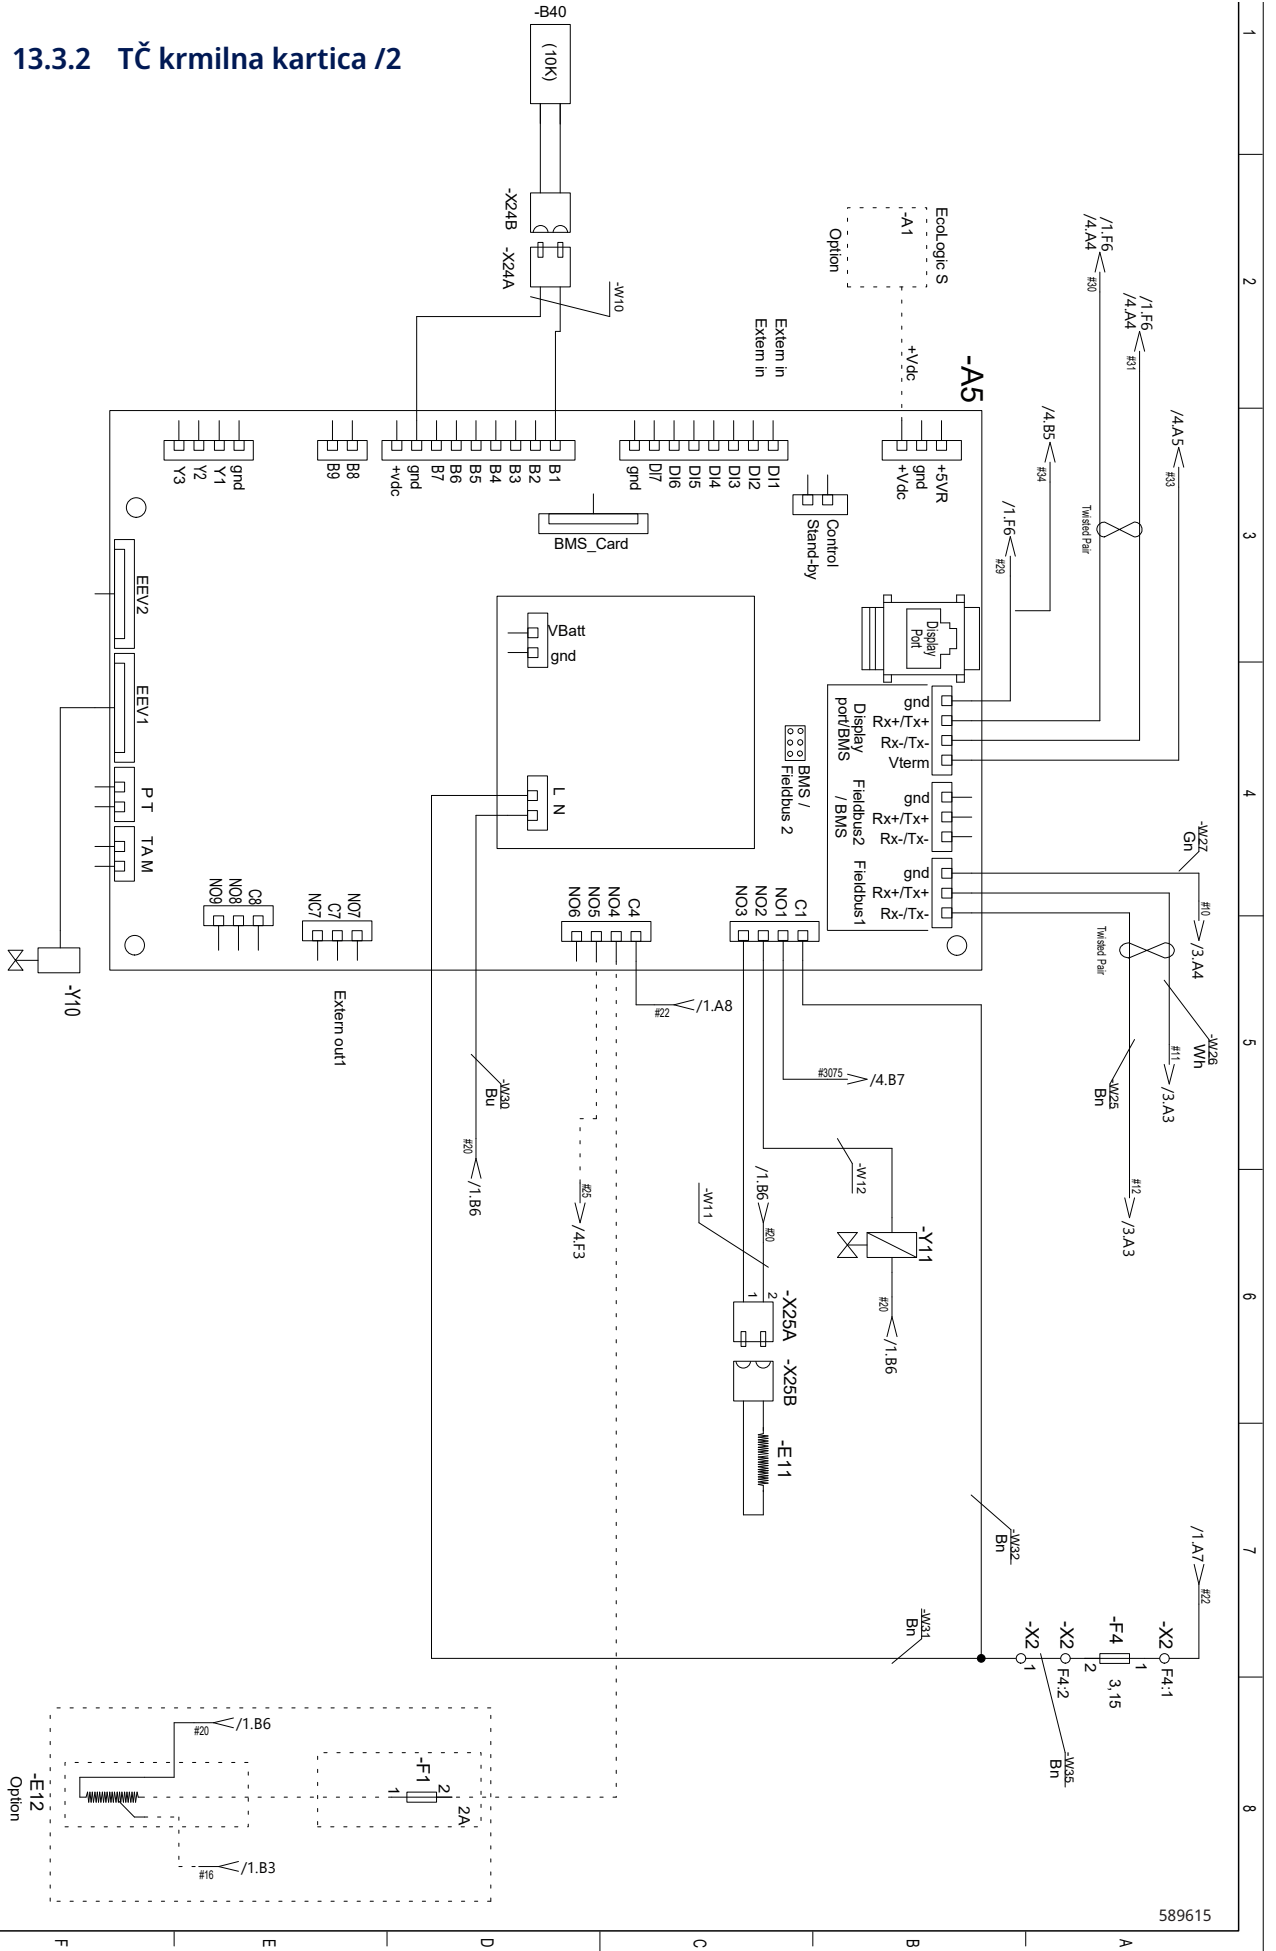 13.3.2 TČ krmilna kartica /2
-B40
(10K)
-X24B
-X24A
-W10
EcoLogic S
-A1
Option
+Vdc
Extern in
Extern in
-A5
/1.F6
/4.A4
#30
/1.F6
/4.A4
#31
/4.A5
#33
/4.B5
#34
/1.F6
#29
Twisted Pair
Y3
Y2
Y1
gnd
B9
B8
+vdc
gnd
B7
B6
B5
B4
B3
B2
B1
gnd
DI7
DI6
DI5
DI4
DI3
DI2
DI1
+Vdc
gnd
+5VR
BMS_Card
Control
Stand-by
Display
Port
EEV2
EEV1
P T
TAM
VBatt
gnd
L N
BMS /
Fieldbus 2
Display
port/BMS
gnd
Rx+/Tx+
Rx-/Tx-
Vterm
Fieldbus2
/ BMS
gnd
Rx+/Tx+
Rx-/Tx-
Fieldbus1
gnd
Rx+/Tx+
Rx-/Tx-
-W27
Gn
#10
/3.A4
Twisted Pair
-W26
Wh
#11
/3.A3
-W25
Bn
#12
/3.A3
NO9
NO8
C8
NC7
C7
NO7
NO6
NO5
NO4
C4
NO3
NO2
NO1
C1
-Y10
Extern out1
#22
/1.A8
#3075
/4.B7
-W30
Bu
#20
/1.B6
#25
/4.F3
-W11
/1.B6
#20
-W12
-Y11
#20
/1.B6
1
2
-X25A
-X25B
-E11
-W32
Bn
-W31
Bn
/1.A7
#22
-X2
1
-X2
F4:2
-F4
2
1
3,15
-X2
F4:1
-W35
Bn
/1.B6
#20
-E12
Option
-F1
1
2
2A
#16
/1.B3
589615
1
2
3
4
5
6
7
8
F
E
D
C
B
A